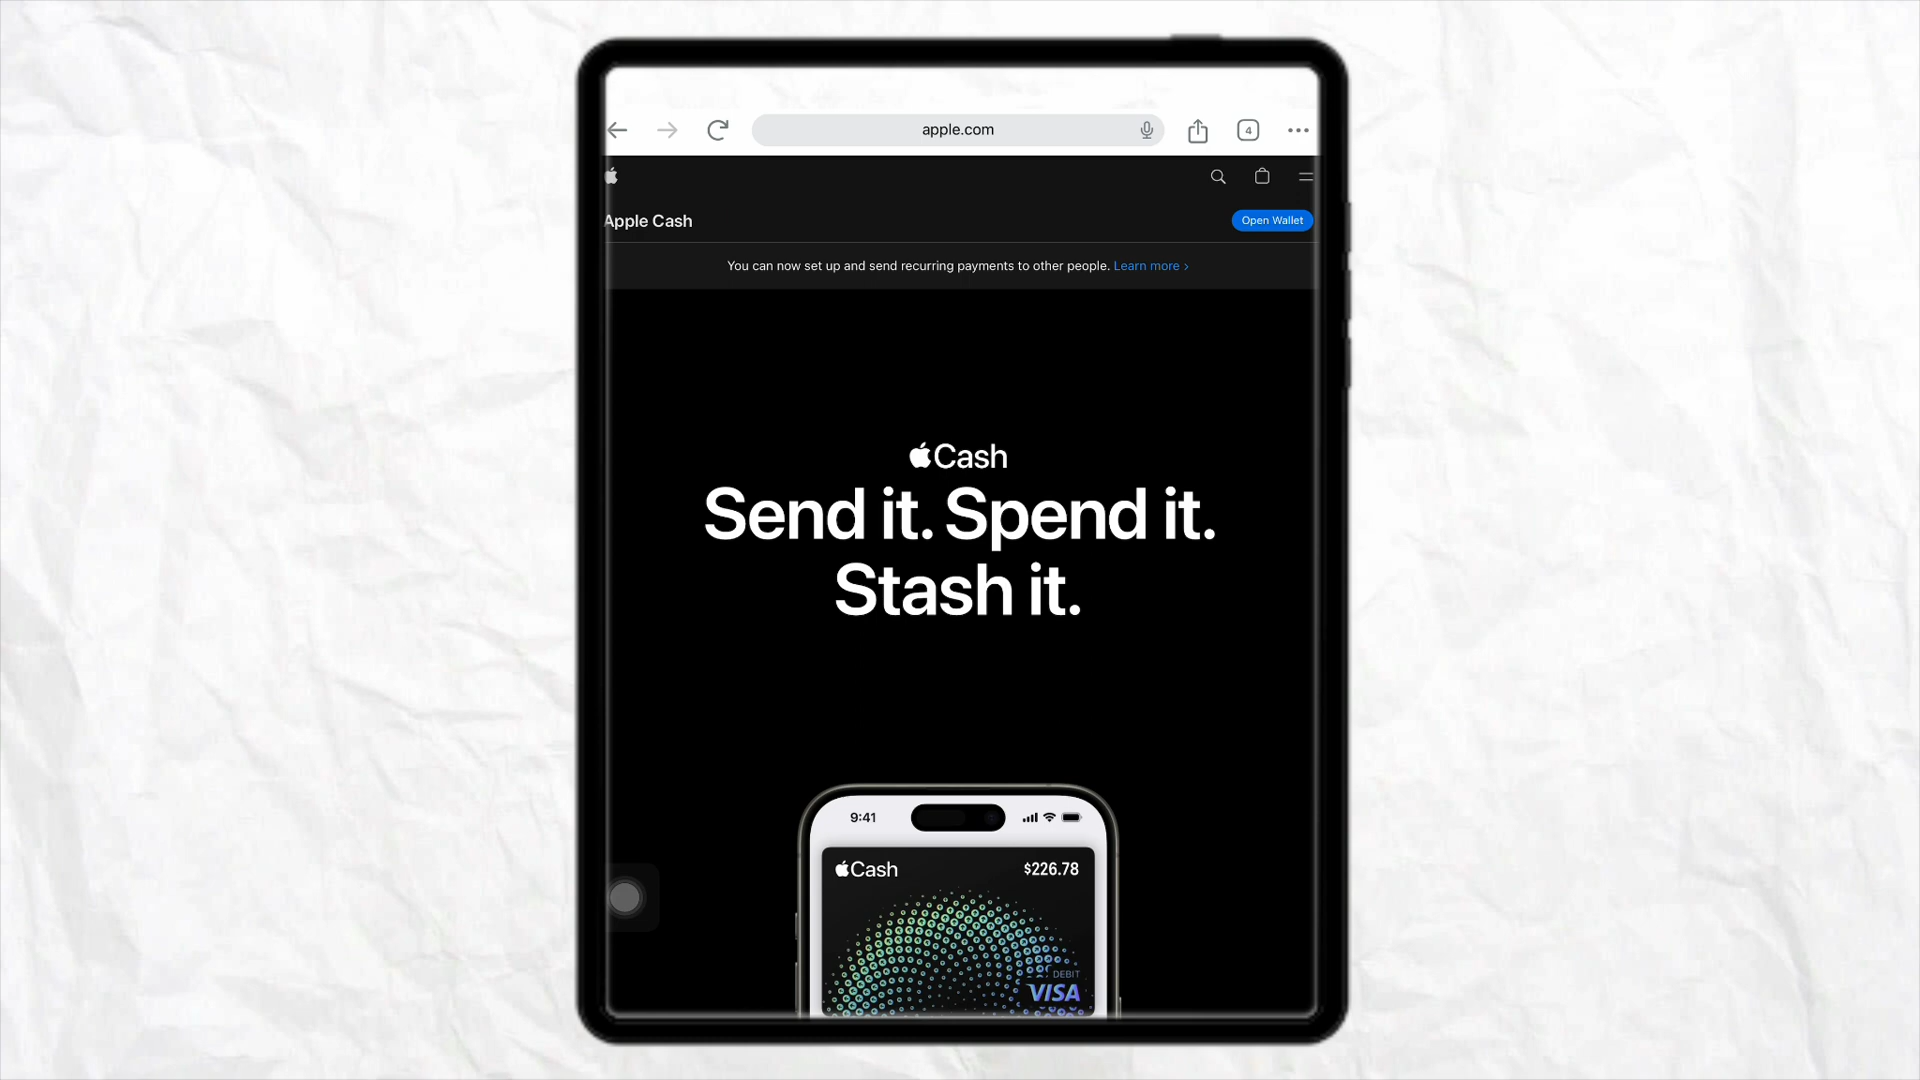 apple.com
4
Apple Cash
Open Wallet
You can now set up and send recurring payments to other people. Learn more >
Cash
Send it. Spend it.
Stash it.
9:41
Cash
$226.78
DEBIT
VISA